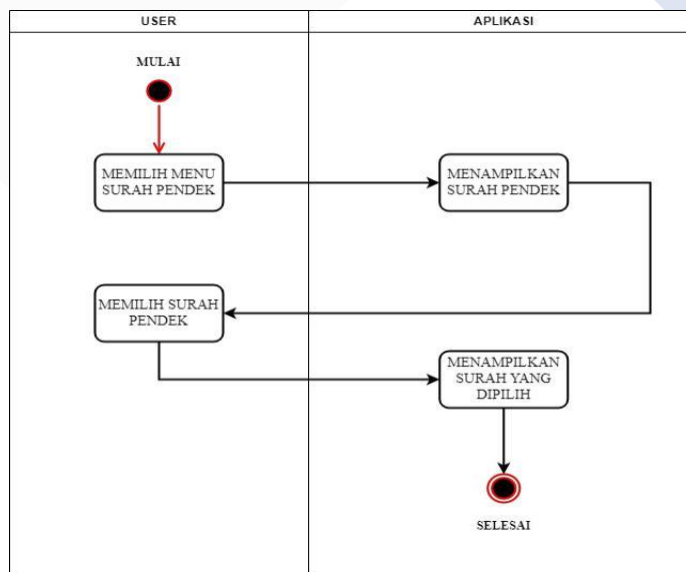 USER
APLIKASI
MULAI
MEMILIH MENU
SURAH PENDEK
MENAMPILKAN
SURAH PENDEK
MEMILIH SURAH
PENDEK
MENAMPILKAN
SURAH YANG
DIPILIH
SELESAI